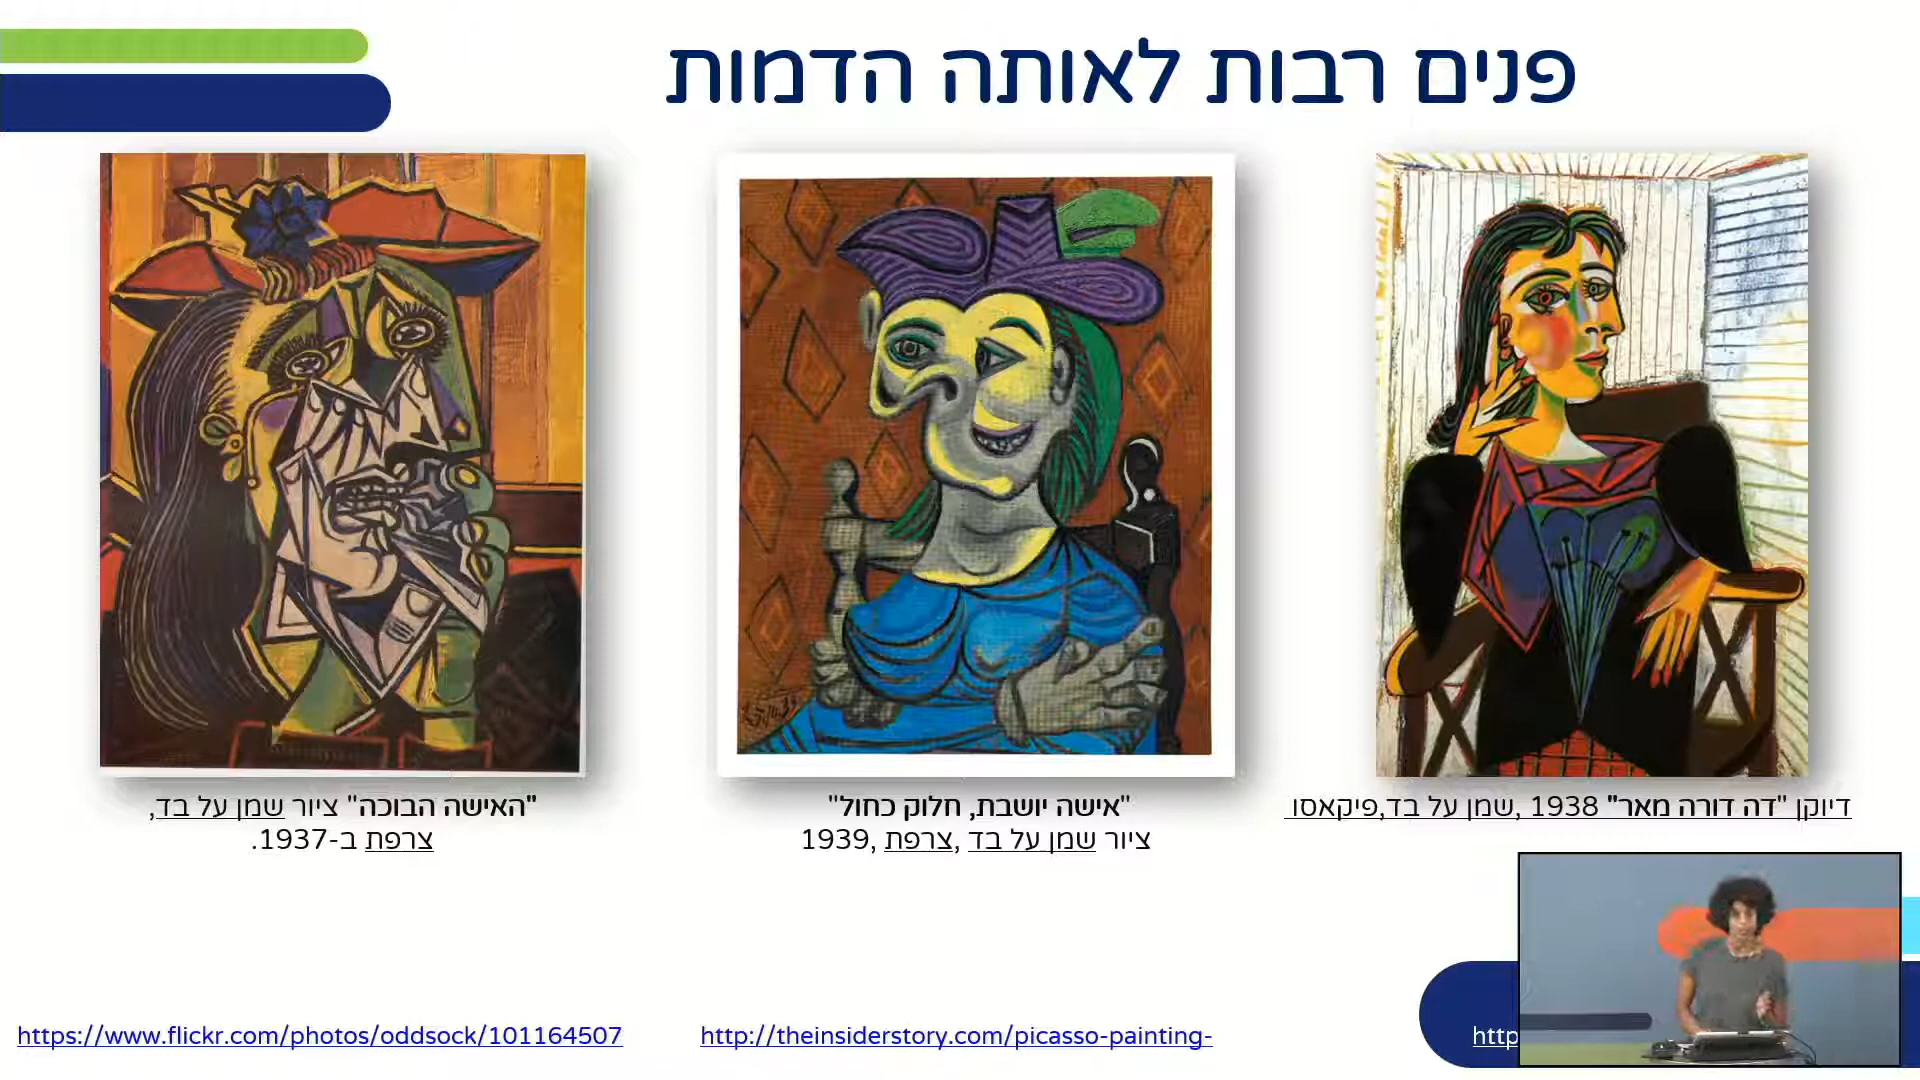 פנים רבות לאותה הדמות
דיוקן "דה דורה מאר" 1938 ,שמן על בד,פיקאסו
"אישה יושבת, חלוק כחול"
ציור שמן על בד ,צרפת ,1939
"האישה הבוכה" ציור שמן על בד,
צרפת ב-1937.
https://www.flickr.com/photos/oddsock/101164507
http://theinsiderstory.com/picasso-painting-
http